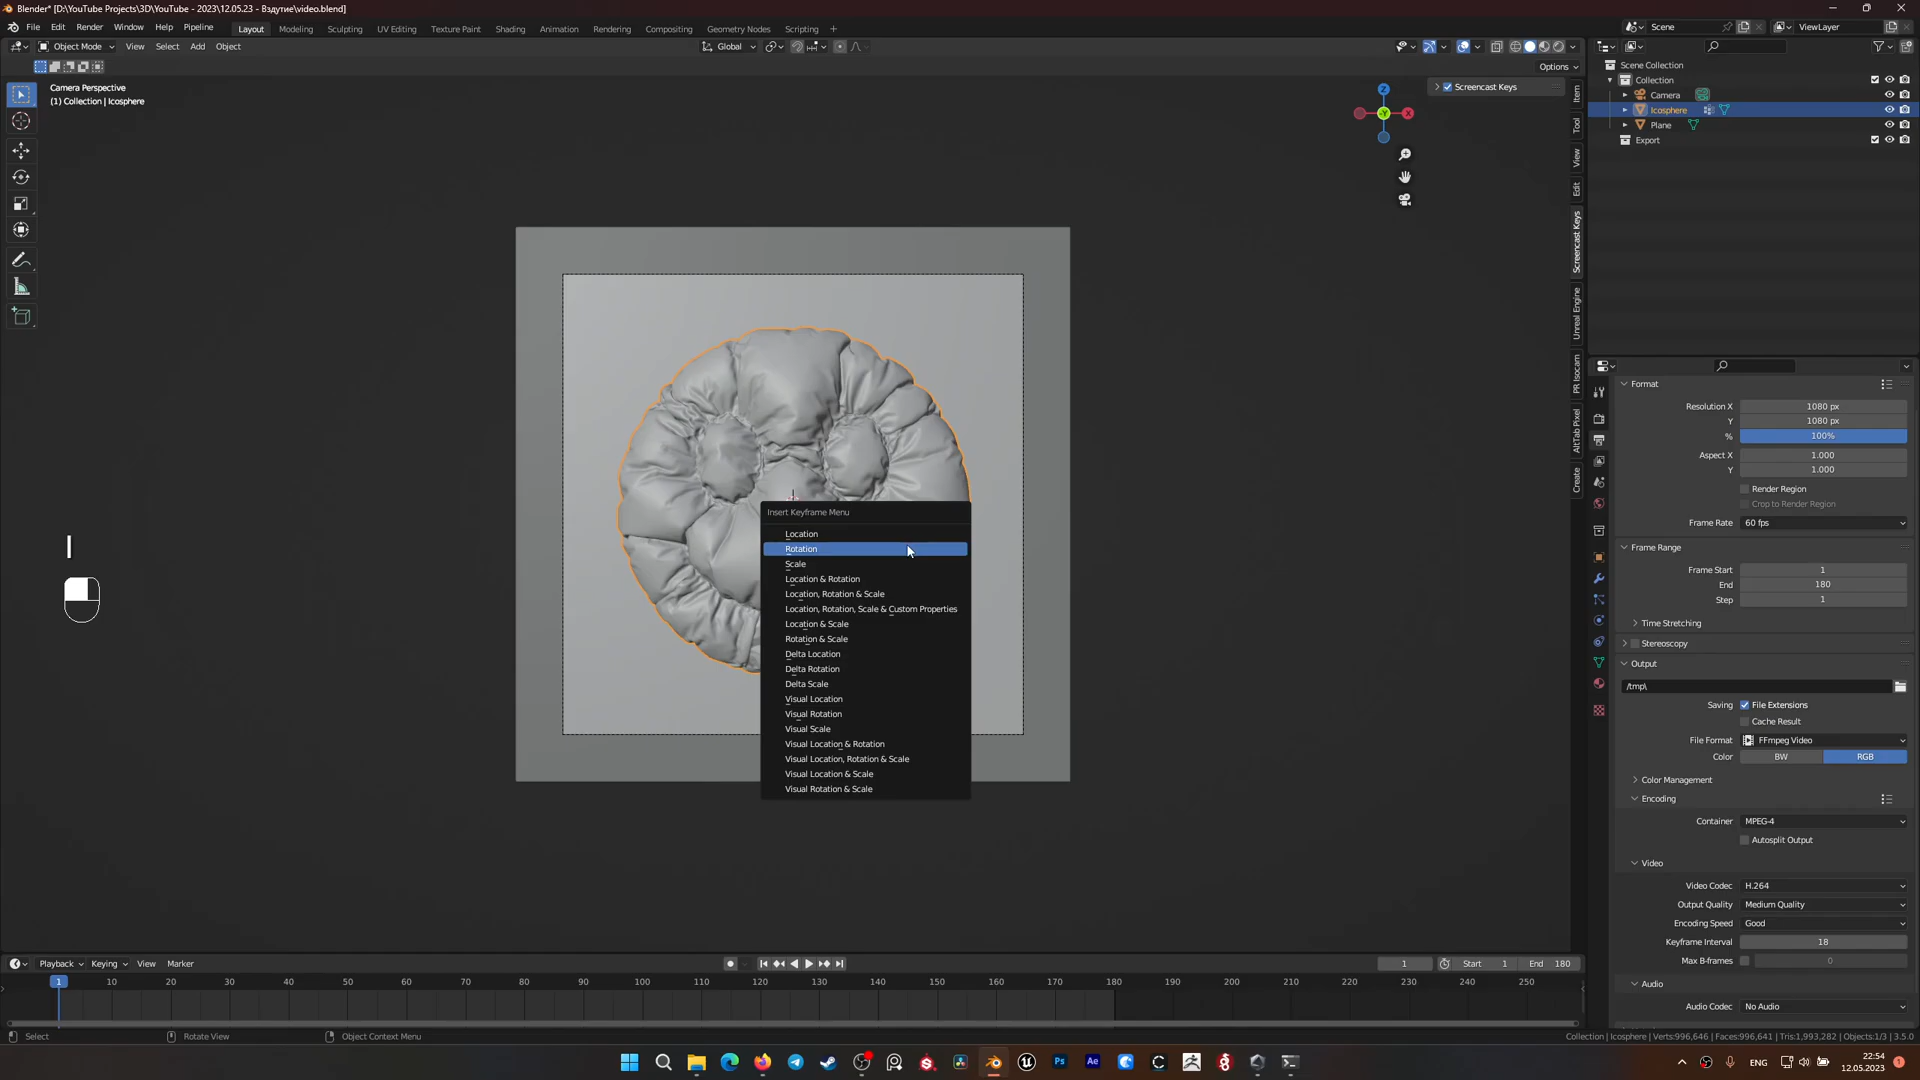 Blender* [D:\YouTube Projects\3D\YouTube - 2023\12.05.23 - Вздутие\video.blend]
File Edit Render Window Help Pipeline Layout Modeling Sculpting UV Editing Texture Paint Shading Animation Rendering Compositing Geometry Nodes Scripting + Scene ViewLayer
Object Mode View Select Add Object Global
Options
Camera Perspective
(1) Collection | Icosphere
Screencast Keys
Z
X
-Y
Item
Tool
View
Edit
Screencast Keys
Unreal Engine
PR Isocam
AltTab Pixel
Create
Scene Collection
Collection
Camera
Icosphere
Plane
Export
I
Insert Keyframe Menu
Location
Rotation
Scale
Location & Rotation
Location, Rotation & Scale
Location, Rotation, Scale & Custom Properties
Location & Scale
Rotation & Scale
Delta Location
Delta Rotation
Delta Scale
Visual Location
Visual Rotation
Visual Scale
Visual Location & Rotation
Visual Location, Rotation & Scale
Visual Location & Scale
Visual Rotation & Scale
Format
Resolution X 1080 px
Y 1080 px
% 100%
Aspect X 1.000
Y 1.000
Render Region
Crop to Render Region
Frame Rate 60 fps
Frame Range
Frame Start 1
End 180
Step 1
Time Stretching
Stereoscopy
Output
/tmp\
Saving File Extensions
Cache Result
File Format FFmpeg Video
Color BW RGB
Color Management
Encoding
Container MPEG-4
Autosplit Output
Video
Video Codec H.264
Output Quality Medium Quality
Encoding Speed Good
Keyframe Interval 18
Max B-frames 0
Audio
Audio Codec No Audio
Playback Keying View Marker 1 Start 1 End 180
1 10 20 30 40 50 60 70 80 90 100 110 120 130 140 150 160 170 180 190 200 210 220 230 240 250
Select Rotate View Object Context Menu Collection | Icosphere | Verts:996,646 | Faces:996,641 | Tris:1,993,282 | Objects:1/3 | 3.5.0
Ps Ae ENG 22:54
12.05.2023
1